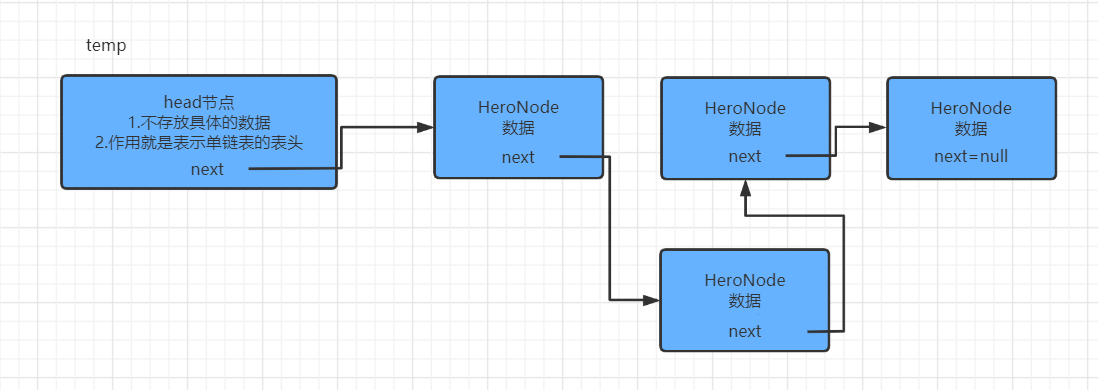 temp
head节点
1.不存放具体的数据
2.作用就是表示单链表的表头
next
HeroNode
数据
next
HeroNode
数据
next
HeroNode
数据
next=null
HeroNode
数据
next